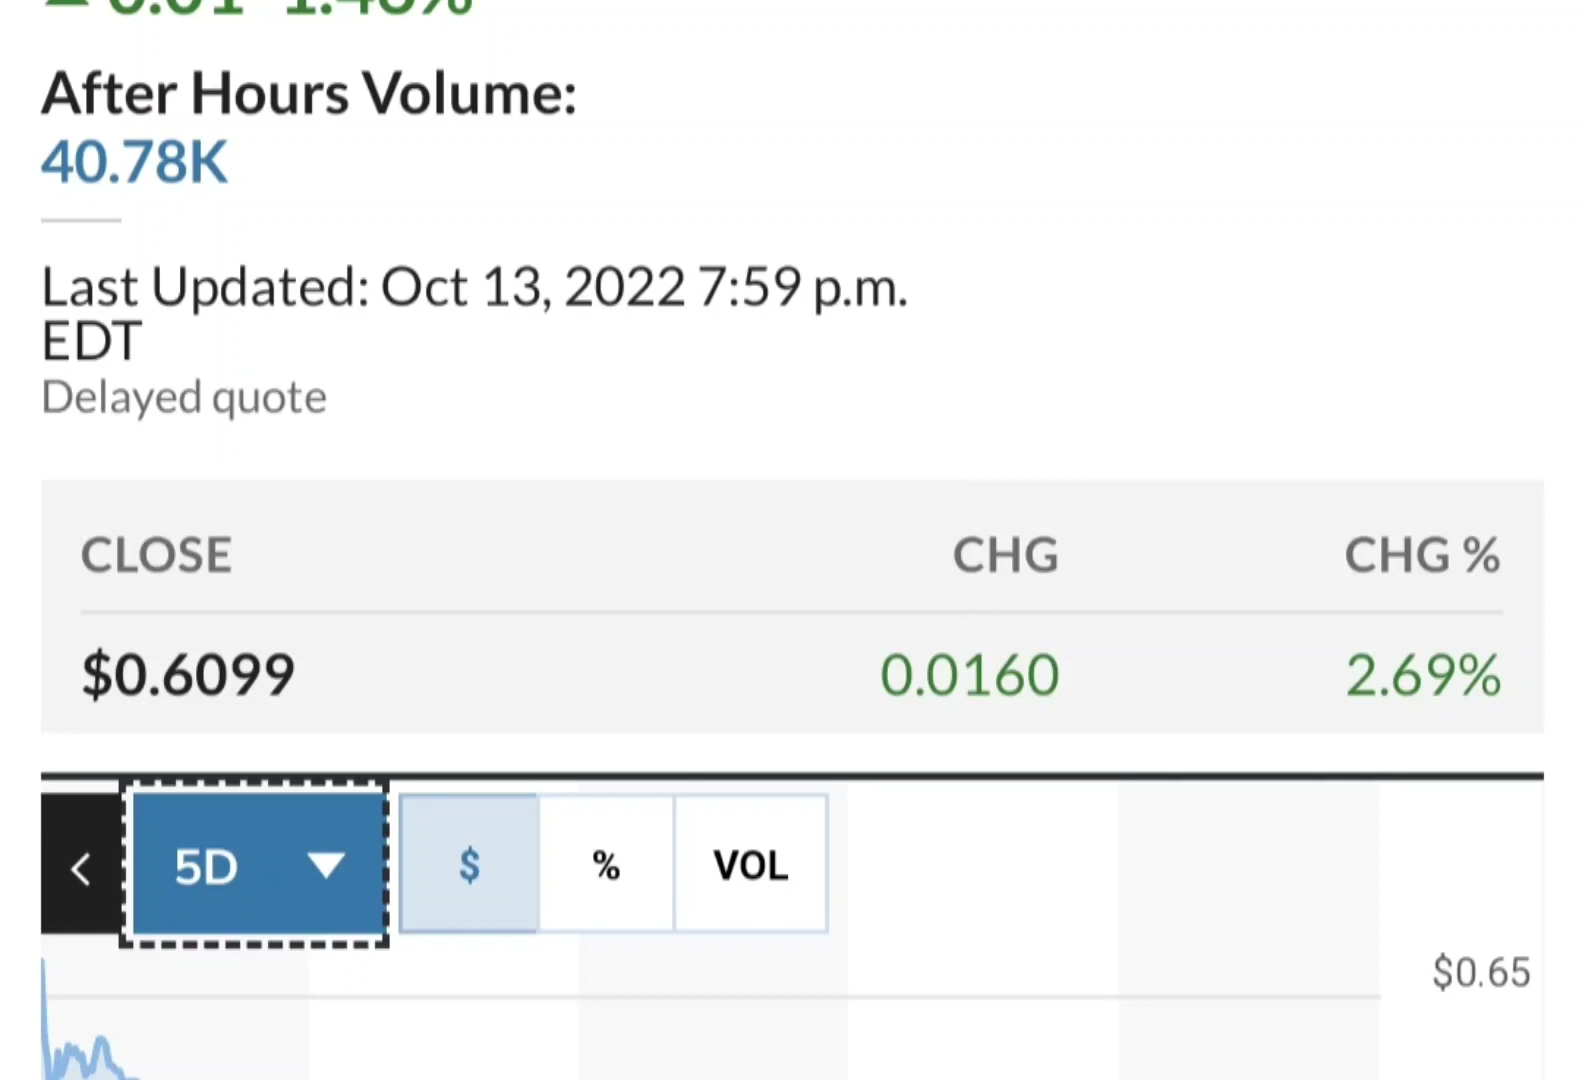 After Hours Volume:
40.78K
Last Updated: Oct 13, 2022 7:59 p.m.
EDT
Delayed quote
CLOSE CHG CHG %
$0.6099 0.0160 2.69%
5D $ % VOL
$0.65